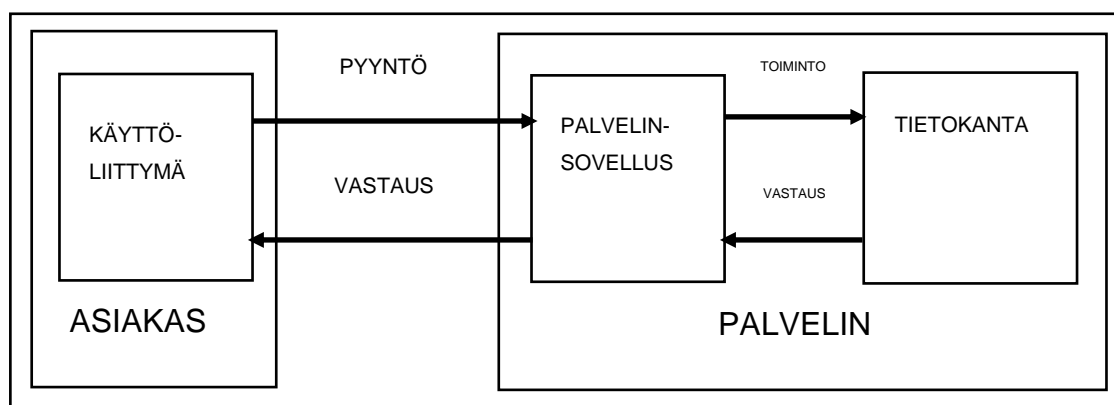 PYYNTÖ
TOIMINTO
KÄYTTÖ-
LIITTYMÄ
PALVELIN-
SOVELLUS
TIETOKANTA
VASTAUS
VASTAUS
ASIAKAS
PALVELIN